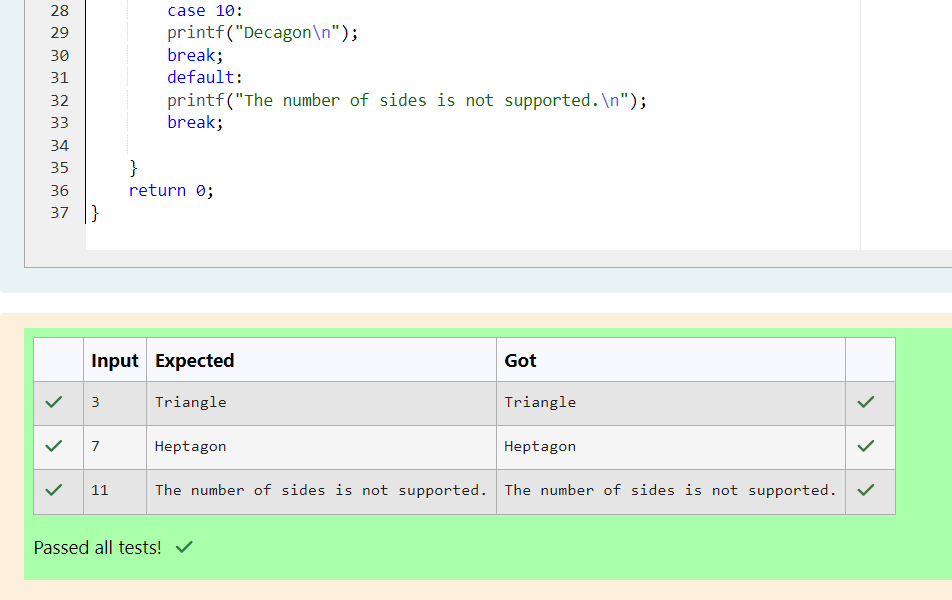 28 case 10:
29 printf("Decagon\n");
30 break;
31 default:
32 printf("The number of sides is not supported.\n");
33 break;
34
35 }
36 return 0;
37 }
Input Expected Got
3 Triangle Triangle
7 Heptagon Heptagon
11 The number of sides is not supported. The number of sides is not supported.
Passed all tests!